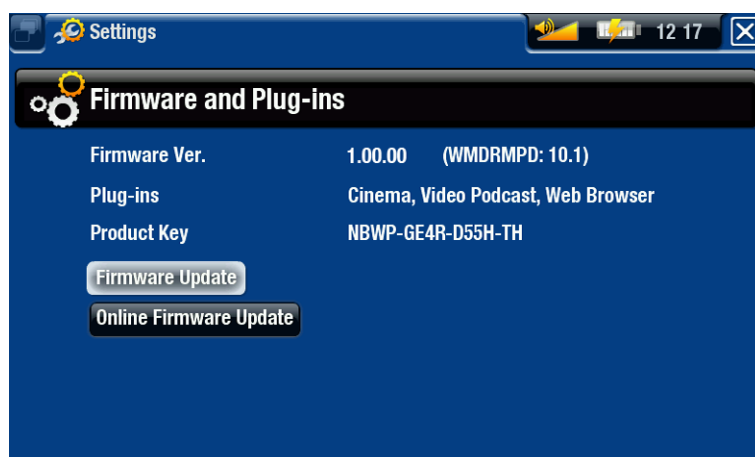 Settings 12 17
Firmware and Plug-ins
Firmware Ver. 1.00.00 (WMDRMPD: 10.1)
Plug-ins Cinema, Video Podcast, Web Browser
Product Key NBWP-GE4R-D55H-TH
Firmware Update
Online Firmware Update